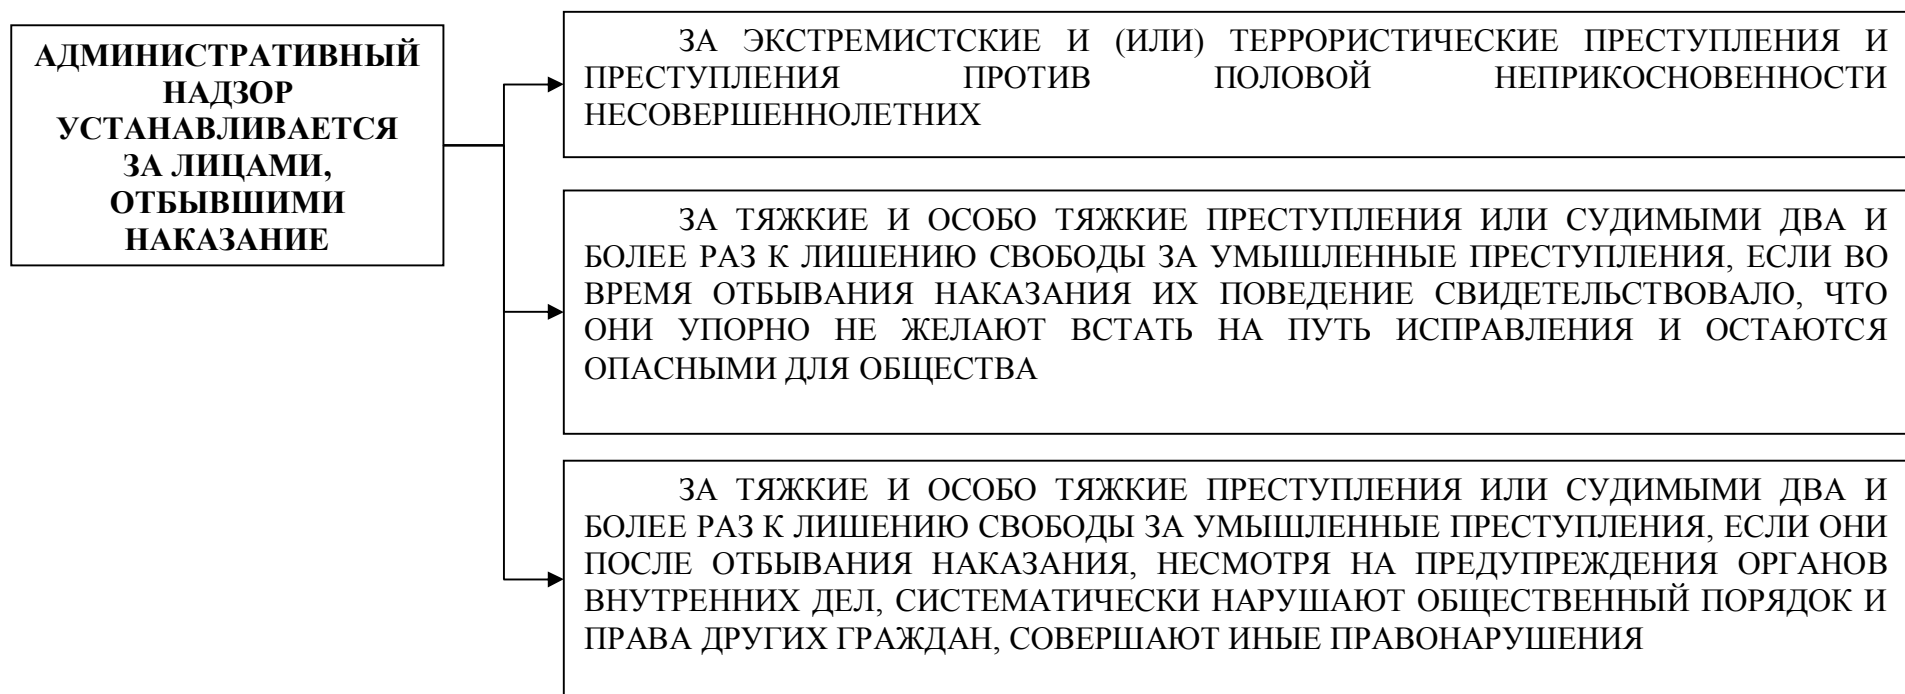 АДМИНИСТРАТИВНЫЙ
НАДЗОР
УСТАНАВЛИВАЕТСЯ
ЗА ЛИЦАМИ,
ОТБЫВШИМИ
НАКАЗАНИЕ
ЗА ЭКСТРЕМИСТСКИЕ И (ИЛИ) ТЕРРОРИСТИЧЕСКИЕ ПРЕСТУПЛЕНИЯ И
ПРЕСТУПЛЕНИЯ ПРОТИВ ПОЛОВОЙ НЕПРИКОСНОВЕННОСТИ
НЕСОВЕРШЕННОЛЕТНИХ
ЗА ТЯЖКИЕ И ОСОБО ТЯЖКИЕ ПРЕСТУПЛЕНИЯ ИЛИ СУДИМЫМИ ДВА И
БОЛЕЕ РАЗ К ЛИШЕНИЮ СВОБОДЫ ЗА УМЫШЛЕННЫЕ ПРЕСТУПЛЕНИЯ, ЕСЛИ ВО
ВРЕМЯ ОТБЫВАНИЯ НАКАЗАНИЯ ИХ ПОВЕДЕНИЕ СВИДЕТЕЛЬСТВОВАЛО, ЧТО
ОНИ УПОРНО НЕ ЖЕЛАЮТ ВСТАТЬ НА ПУТЬ ИСПРАВЛЕНИЯ И ОСТАЮТСЯ
ОПАСНЫМИ ДЛЯ ОБЩЕСТВА
ЗА ТЯЖКИЕ И ОСОБО ТЯЖКИЕ ПРЕСТУПЛЕНИЯ ИЛИ СУДИМЫМИ ДВА И
БОЛЕЕ РАЗ К ЛИШЕНИЮ СВОБОДЫ ЗА УМЫШЛЕННЫЕ ПРЕСТУПЛЕНИЯ, ЕСЛИ ОНИ
ПОСЛЕ ОТБЫВАНИЯ НАКАЗАНИЯ, НЕСМОТРЯ НА ПРЕДУПРЕЖДЕНИЯ ОРГАНОВ
ВНУТРЕННИХ ДЕЛ, СИСТЕМАТИЧЕСКИ НАРУШАЮТ ОБЩЕСТВЕННЫЙ ПОРЯДОК И
ПРАВА ДРУГИХ ГРАЖДАН, СОВЕРШАЮТ ИНЫЕ ПРАВОНАРУШЕНИЯ